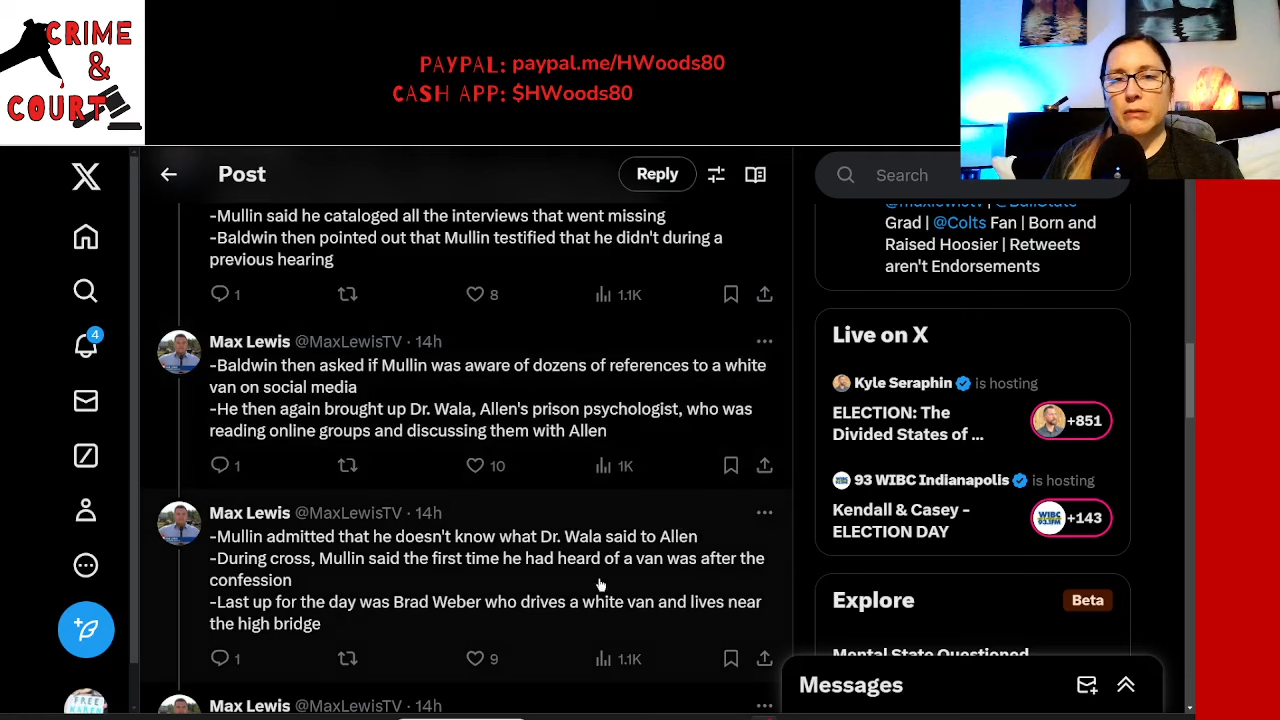 CRIME
&
COURT
PAYPAL: paypal.me/HWoods80
CASH APP: $HWoods80
Post
Reply
Search
-Mullin said he cataloged all the interviews that went missing
-Baldwin then pointed out that Mullin testified that he didn't during a
previous hearing
1
8
1.1K
Max Lewis @MaxLewisTV · 14h
-Baldwin then asked if Mullin was aware of dozens of references to a white
van on social media
-He then again brought up Dr. Wala, Allen's prison psychologist, who was
reading online groups and discussing them with Allen
1
10
1K
Max Lewis @MaxLewisTV · 14h
-Mullin admitted that he doesn't know what Dr. Wala said to Allen
-During cross, Mullin said the first time he had heard of a van was after the
confession
-Last up for the day was Brad Weber who drives a white van and lives near
the high bridge
1
9
1.1K
Max Lewis @MaxLewisTV · 14h
4
FREE
@maxlewistv | @BallState
Grad | @Colts Fan | Born and
Raised Hoosier | Retweets
aren't Endorsements
Live on X
Kyle Seraphin is hosting
ELECTION: The
Divided States of ...
+851
93 WIBC Indianapolis is hosting
Kendall & Casey -
ELECTION DAY
+143
Explore
Beta
Mental State Questioned
Messages